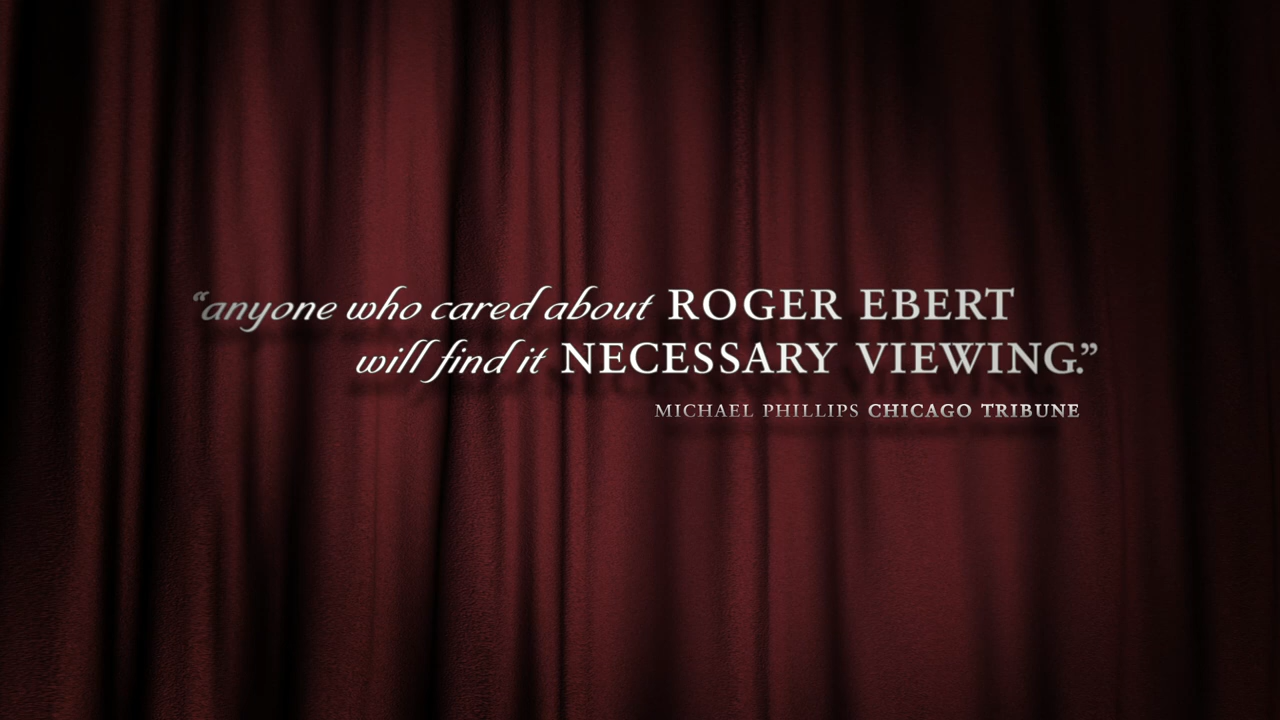 “anyone who cared about ROGER EBERT
will find it NECESSARY VIEWING.”
MICHAEL PHILLIPS CHICAGO TRIBUNE